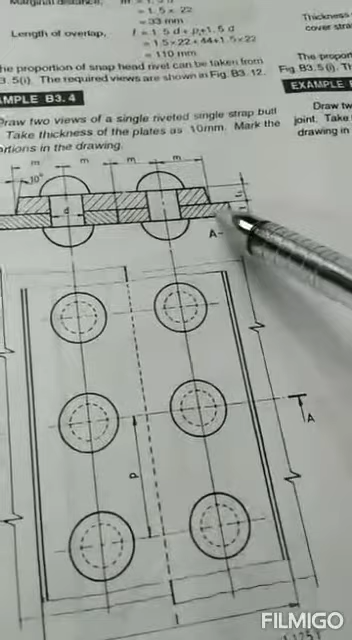 = 1.5 × 22
= 33 mm
Length of overlap, l = 1.5 d + p + 1.5 d
= 1.5×22+44+1.5×22
= 110 mm
he proportion of snap head rivet can be taken from
3.5(i). The required views are shown in Fig. B3.12.
AMPLE B3.4
Draw two views of a single riveted single strap butt
Take thickness of the plates as 10mm. Mark the
rtions in the drawing.
Thickness
cover stra
The propor
Fig. B3.5 (i). Th
EXAMPLE
Draw tw
joint. Take
drawing in
m m m m
10°
d
A-
A
p
FILMIGO